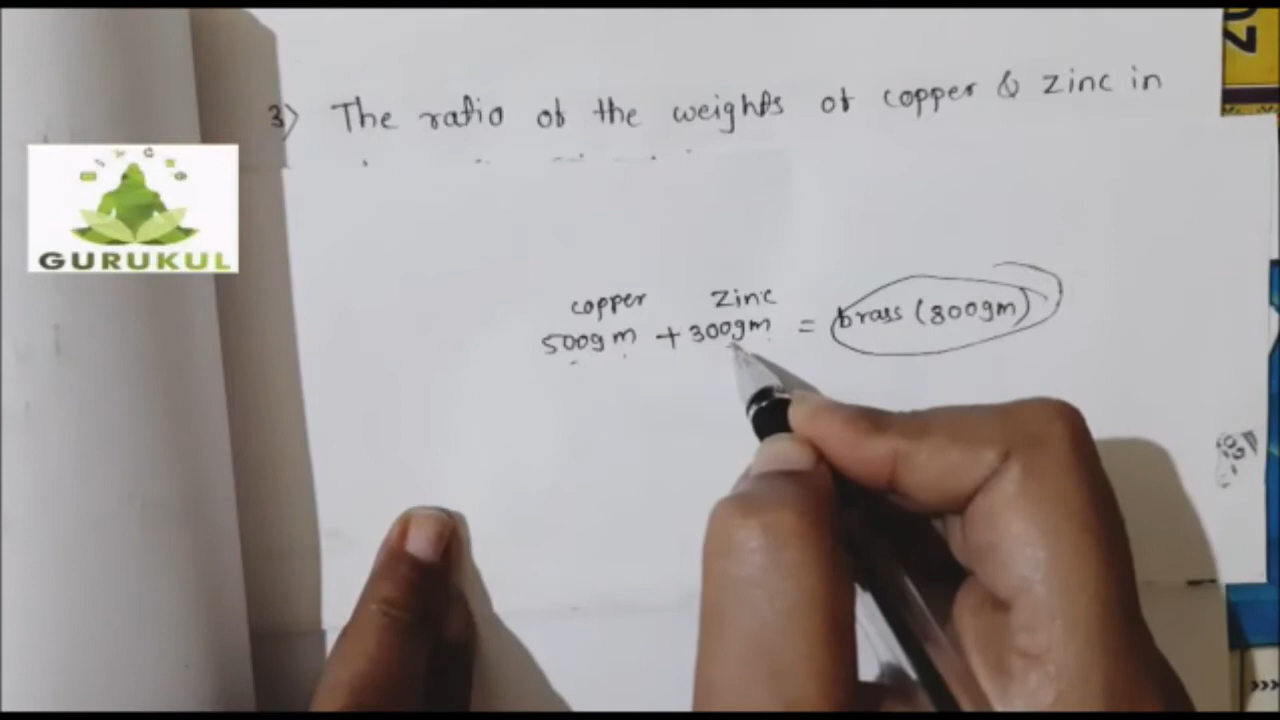 3) The ratio of the weights of copper & zinc in
GURUKUL
copper zinc
500gm + 300gm = brass (800gm)